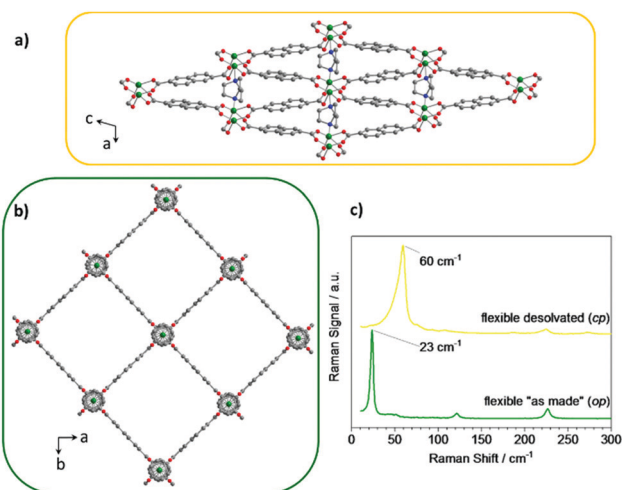 a)
c
a
b)
a
b
c)
Raman Signal / a.u.
60 cm⁻¹
flexible desolvated (cp)
23 cm⁻¹
flexible "as made" (op)
0 50 100 150 200 250 300
Raman Shift / cm⁻¹